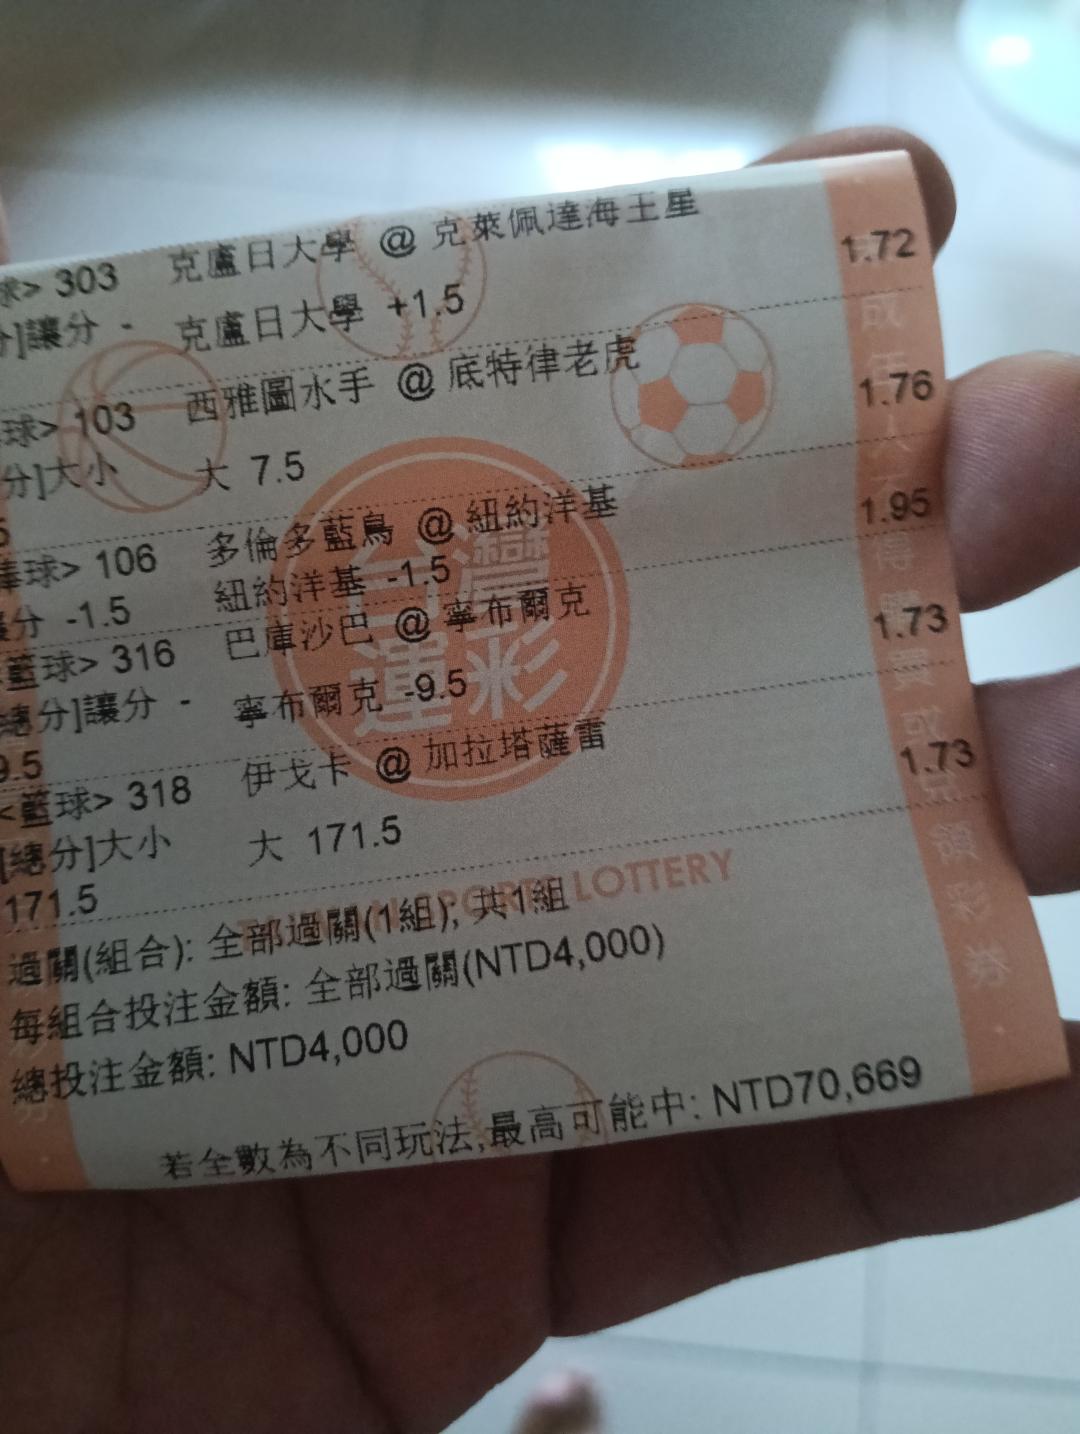 球> 303 克盧日大學 @ 克萊佩達海王星 1.72
分]讓分 - 克盧日大學 +1.5
球> 103 西雅圖水手 @ 底特律老虎 1.76
分]大小 大 7.5
5
棒球> 106 多倫多藍鳥 @ 紐約洋基 1.95
讓分 -1.5 紐約洋基 -1.5
<籃球> 316 巴庫沙巴 @ 寧布爾克 1.73
[總分]讓分 - 寧布爾克 -9.5
9.5
<籃球> 318 伊戈卡 @ 加拉塔薩雷 1.73
[總分]大小 大 171.5
171.5
過關(組合): 全部過關(1組), 共1組
每組合投注金額: 全部過關(NTD4,000)
總投注金額: NTD4,000
若全數為不同玩法,最高可能中: NTD70,669
台灣
運彩
SPORTS LOTTERY
領彩券